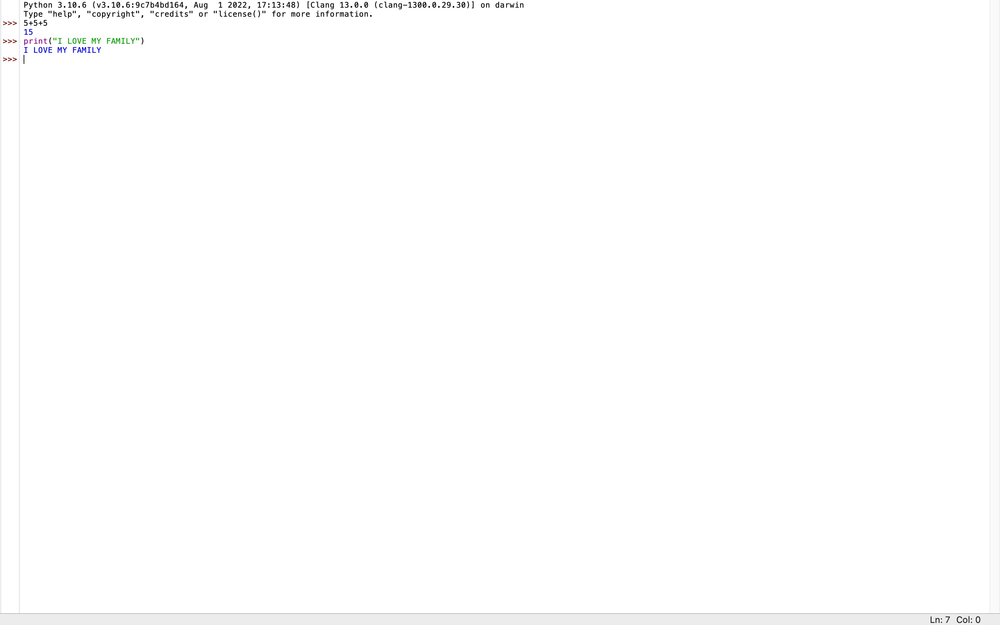 Python 3.10.6 (v3.10.6:9c7b4bd164, Aug  1 2022, 17:13:48) [Clang 13.0.0 (clang-1300.0.29.30)] on darwin
Type "help", "copyright", "credits" or "license()" for more information.
>>> 5+5+5
15
>>> print("I LOVE MY FAMILY")
I LOVE MY FAMILY
>>>
Ln: 7  Col: 0